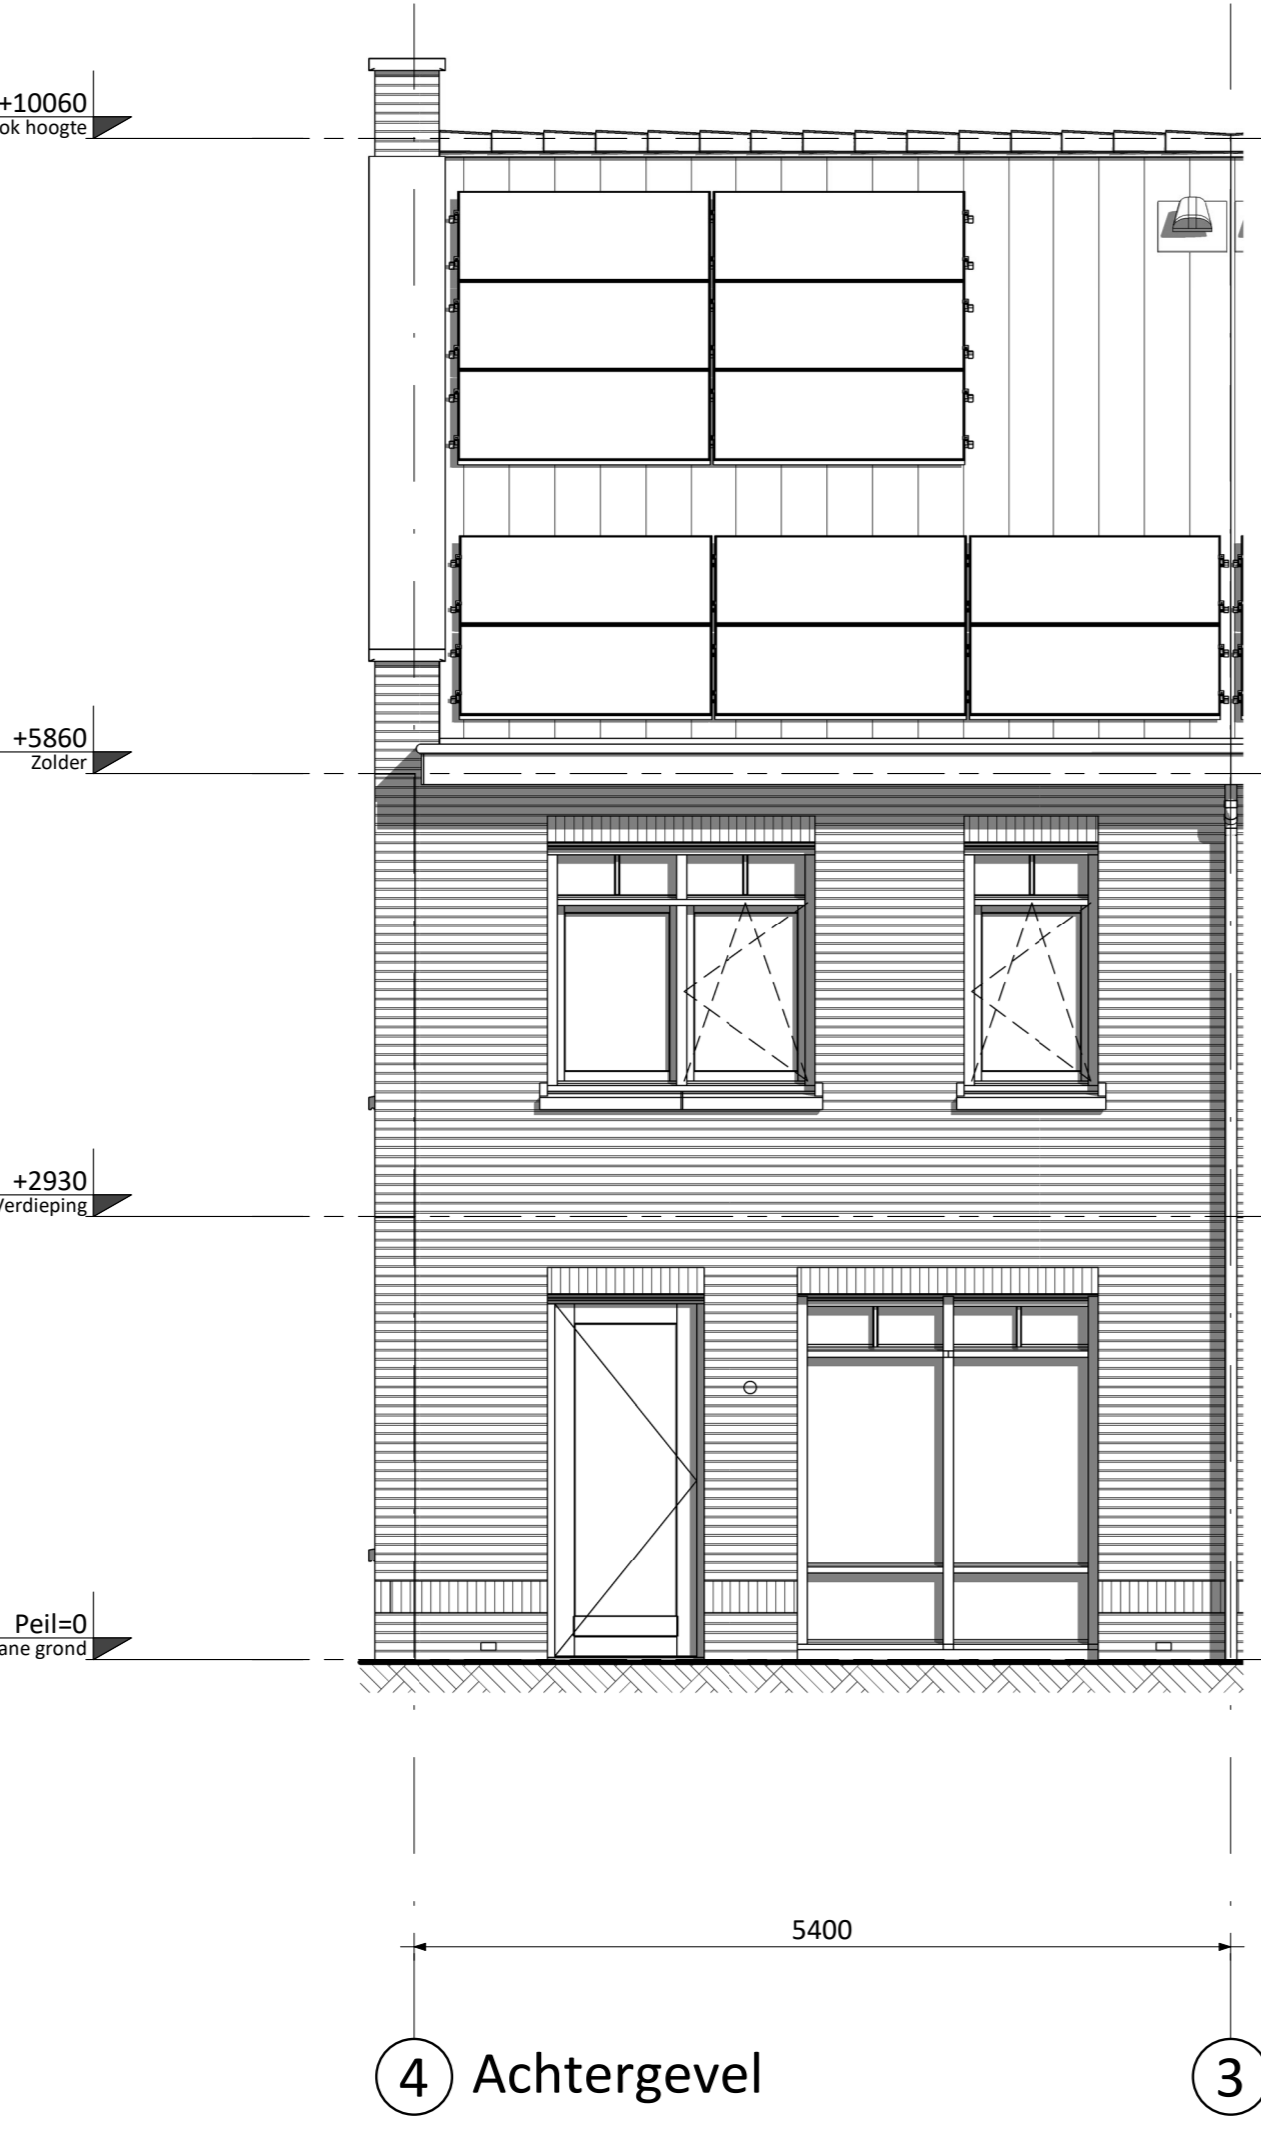 +10060
ok hoogte
+5860
Zolder
+2930
Verdieping
Peil=0
ane grond
5400
4 Achtergevel 3